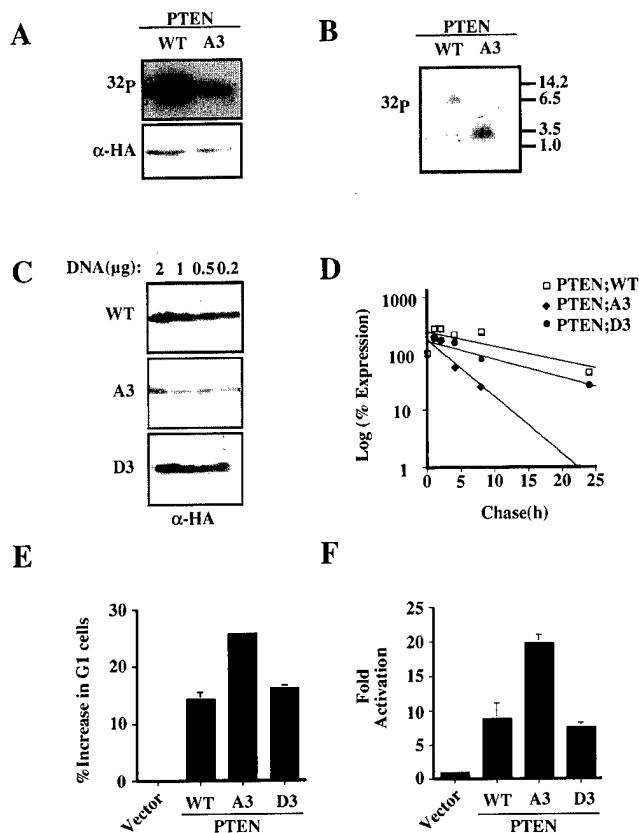 A
PTEN
WT A3
32P
α-HA
B
PTEN
WT A3
32P
14.2
6.5
3.5
1.0
C
DNA(µg): 2 1 0.5 0.2
WT
A3
D3
α-HA
D
PTEN;WT
PTEN;A3
PTEN;D3
Log (% Expression)
1000
100
10
1
0 5 10 15 20 25
Chase(h)
E
% Increase in G1 cells
30
20
10
0
Vector WT A3 D3
PTEN
F
Fold
Activation
25
20
15
10
5
0
Vector WT A3 D3
PTEN